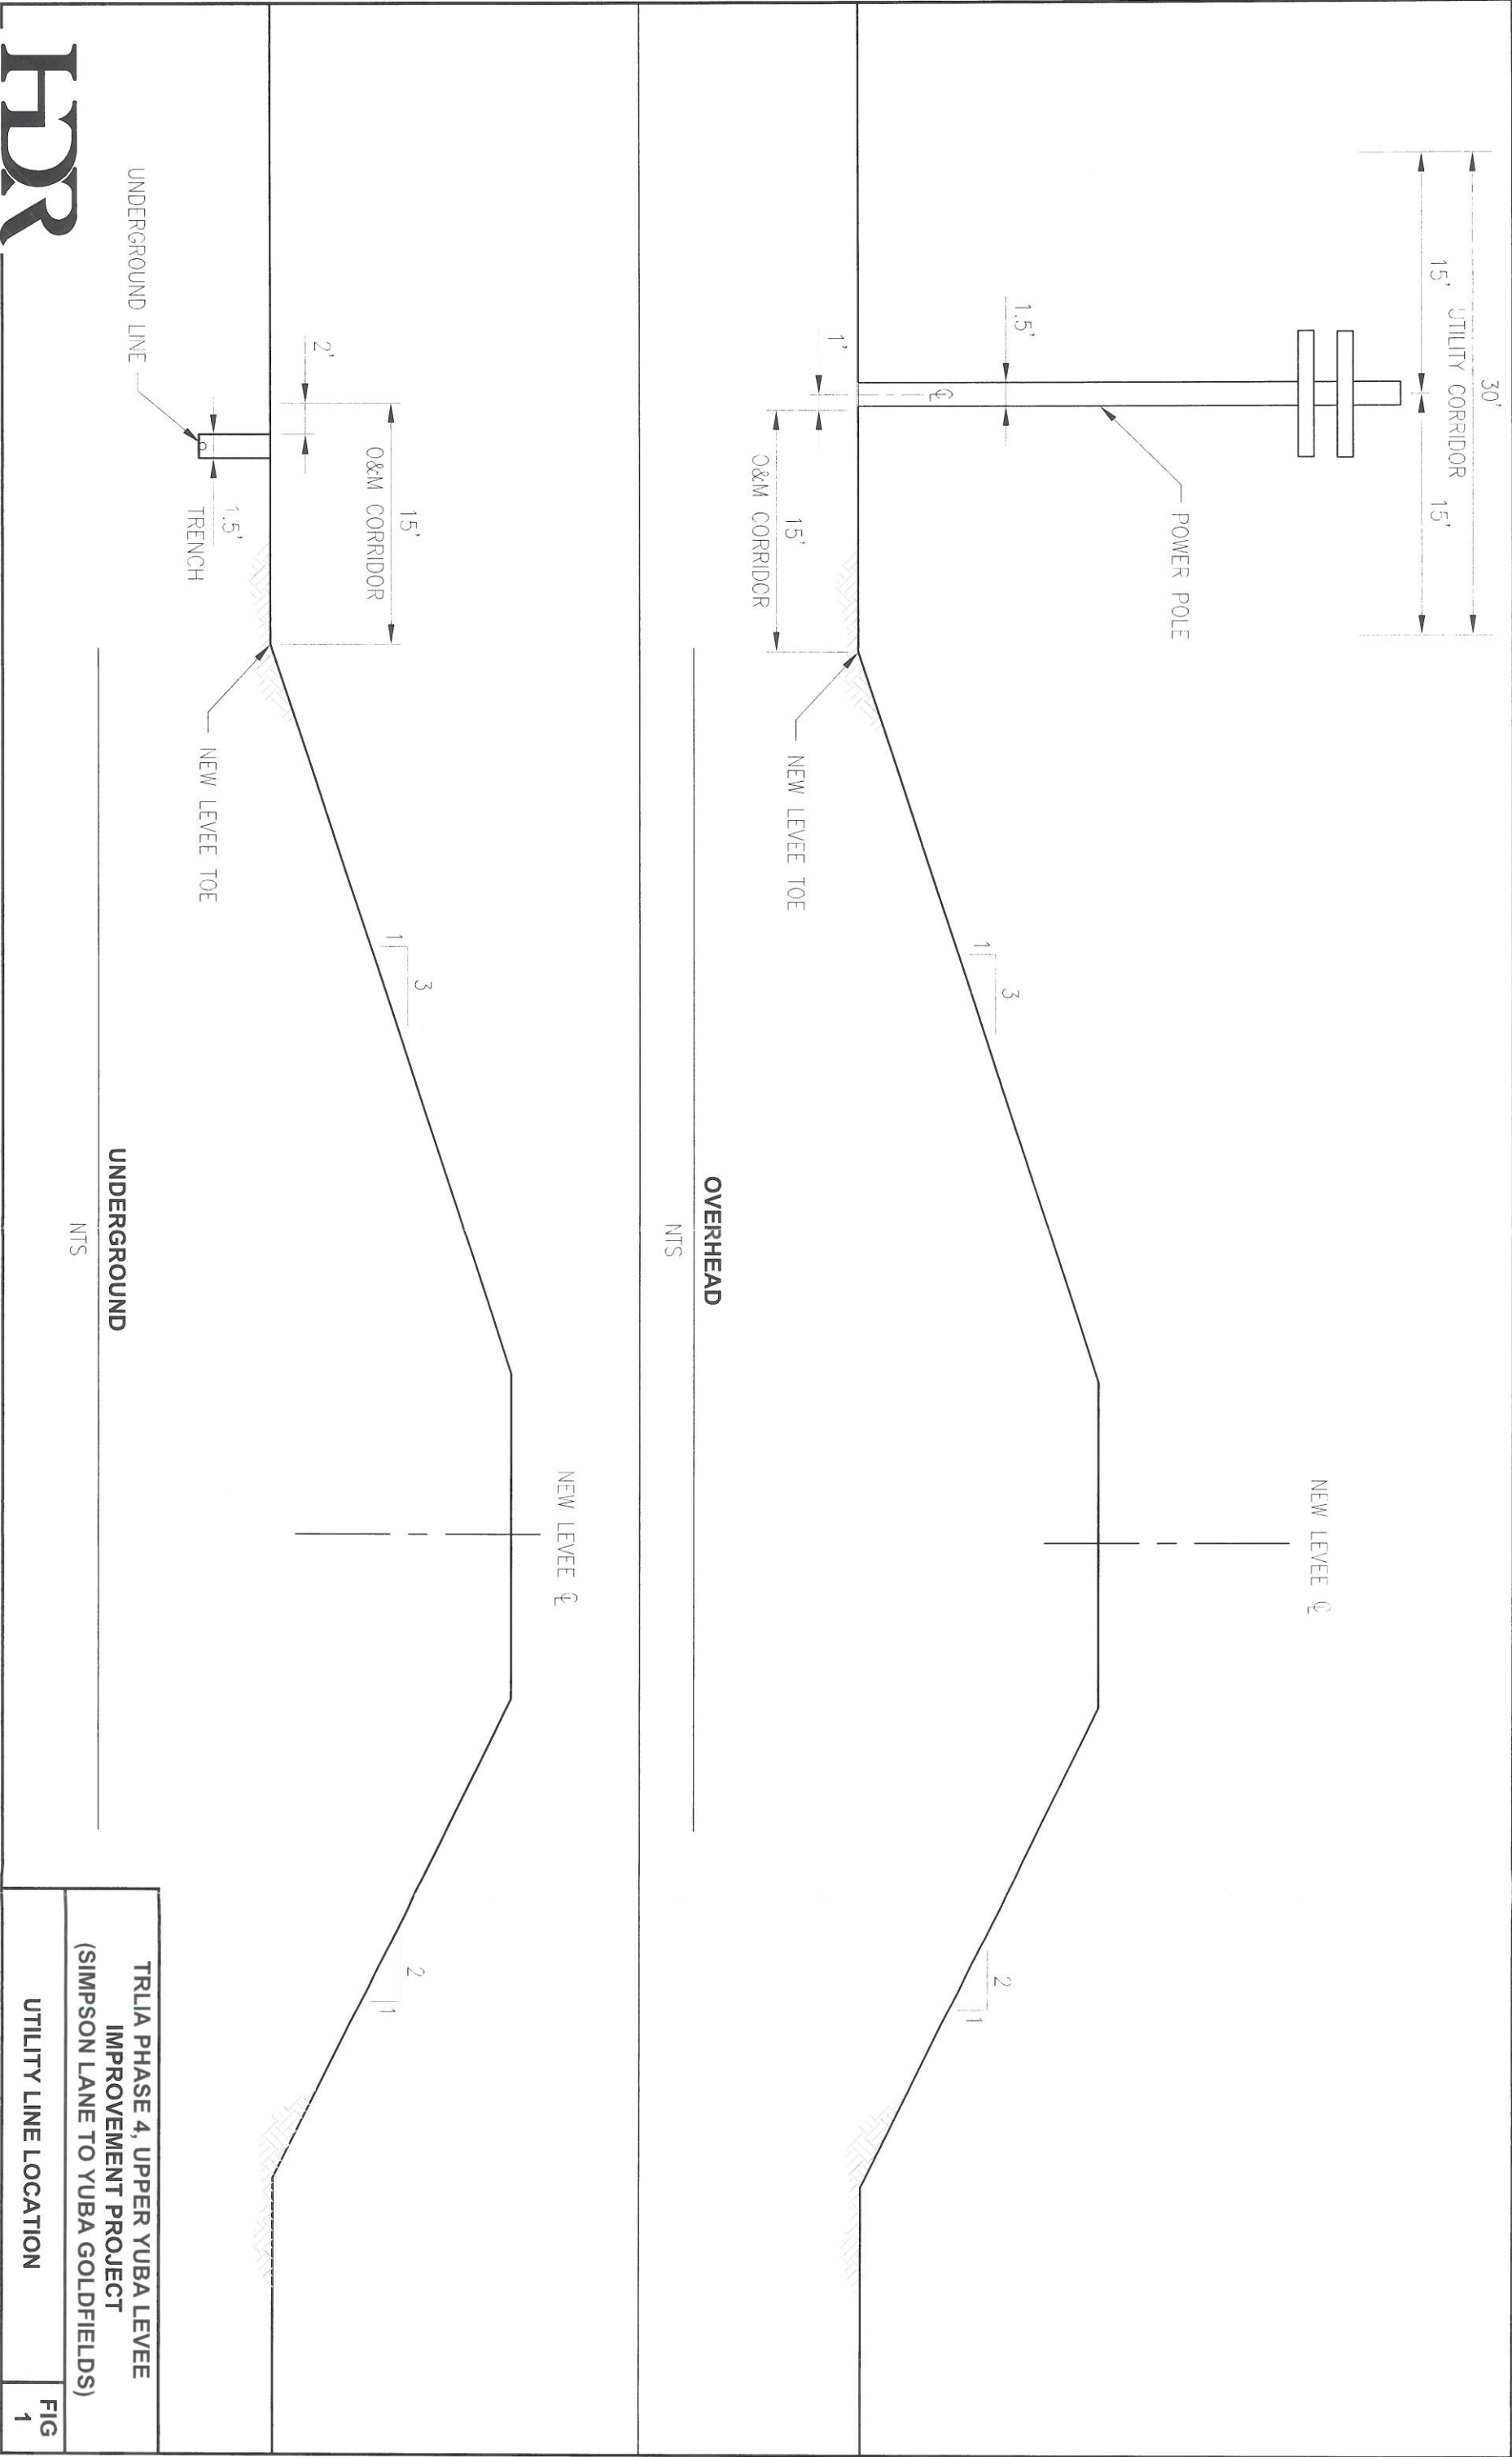 30'
UTILITY CORRIDOR
15'
15'
1.5'
℄
POWER POLE
1'
15'
O&M CORRIDOR
NEW LEVEE TOE
1
3
NEW LEVEE ℄
2
1
OVERHEAD
NTS
15'
O&M CORRIDOR
2'
1.5'
TRENCH
UNDERGROUND LINE
NEW LEVEE TOE
1
3
NEW LEVEE ℄
2
1
UNDERGROUND
NTS
HDR
TRLIA PHASE 4, UPPER YUBA LEVEE
IMPROVEMENT PROJECT
(SIMPSON LANE TO YUBA GOLDFIELDS)
UTILITY LINE LOCATION
FIG
1